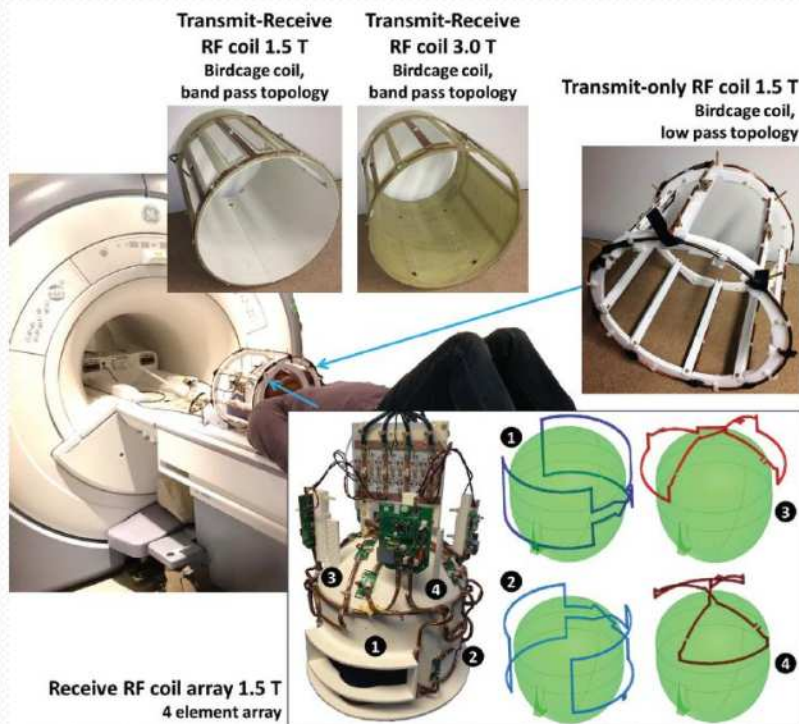 Transmit-Receive
RF coil 1.5 T
Birdcage coil,
band pass topology
Transmit-Receive
RF coil 3.0 T
Birdcage coil,
band pass topology
Transmit-only RF coil 1.5 T
Birdcage coil,
low pass topology
1
3
2
4
3
4
1
2
Receive RF coil array 1.5 T
4 element array